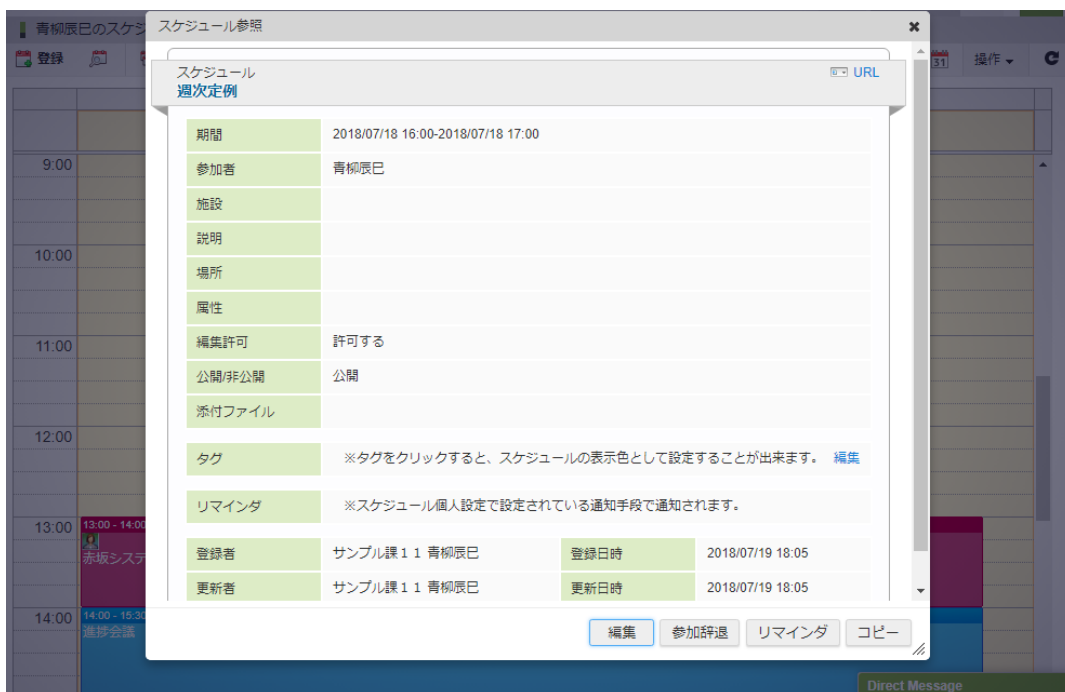 青柳辰巳のスケジ
スケジュール参照
登録
31
操作
スケジュール
URL
週次定例
期間 2018/07/18 16:00-2018/07/18 17:00
参加者 青柳辰巳
施設
説明
場所
属性
編集許可 許可する
公開/非公開 公開
添付ファイル
タグ ※タグをクリックすると、スケジュールの表示色として設定することが出来ます。 編集
リマインダ ※スケジュール個人設定で設定されている通知手段で通知されます。
登録者 サンプル課11 青柳辰巳 登録日時 2018/07/19 18:05
更新者 サンプル課11 青柳辰巳 更新日時 2018/07/19 18:05
編集 参加辞退 リマインダ コピー
9:00
10:00
11:00
12:00
13:00
13:00 - 14:00
赤坂システ
14:00
14:00 - 15:30
進捗会議
Direct Message